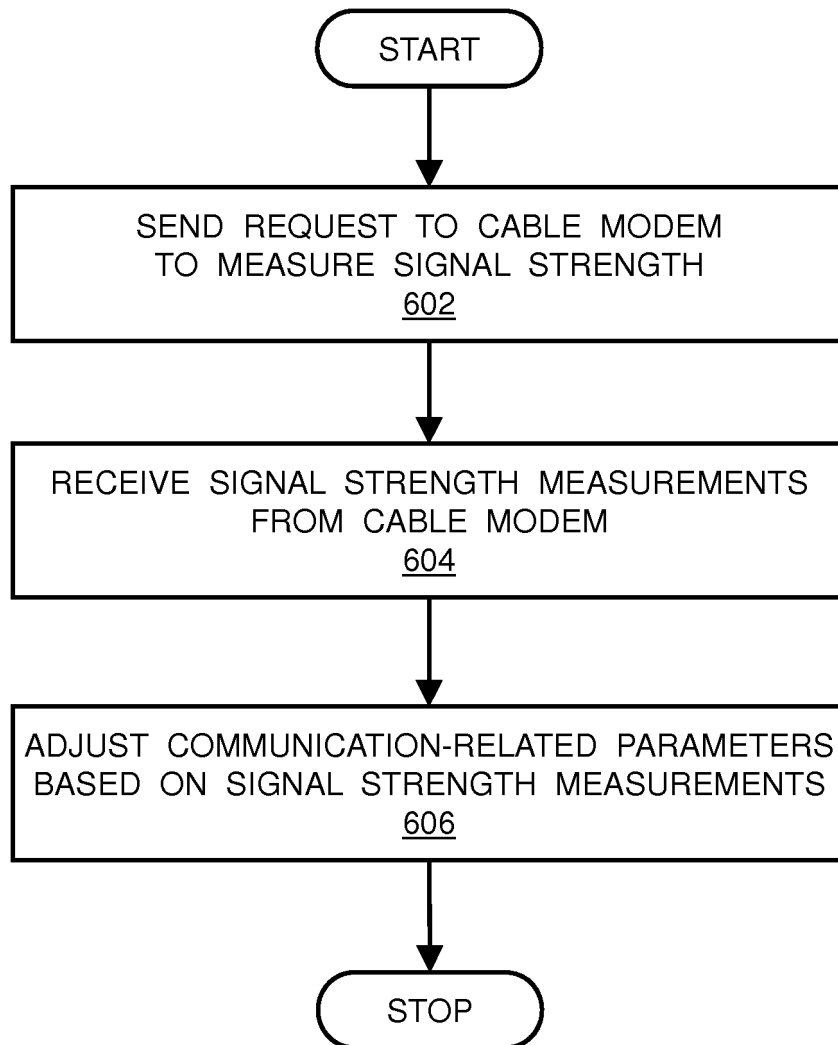 START
SEND REQUEST TO CABLE MODEM
TO MEASURE SIGNAL STRENGTH
602
RECEIVE SIGNAL STRENGTH MEASUREMENTS
FROM CABLE MODEM
604
ADJUST COMMUNICATION-RELATED PARAMETERS
BASED ON SIGNAL STRENGTH MEASUREMENTS
606
STOP